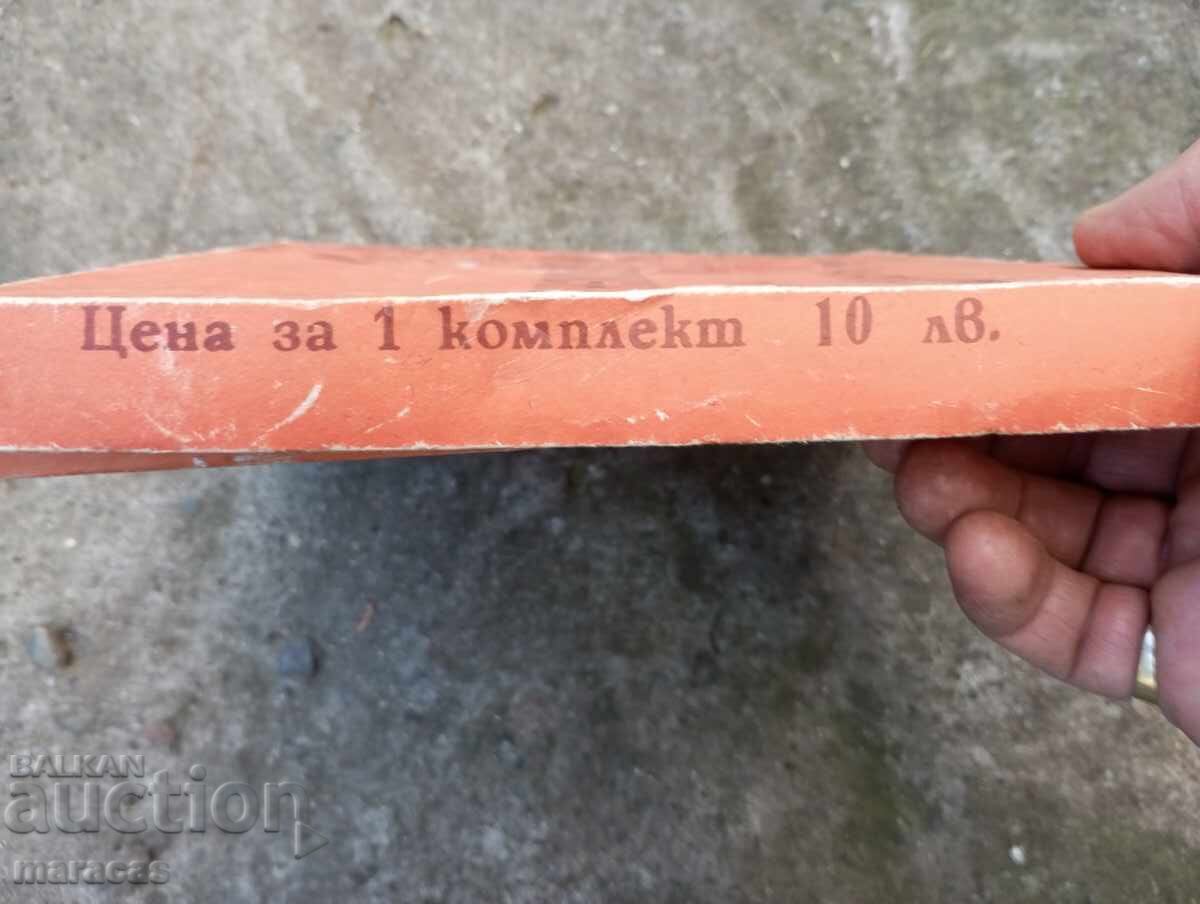 Цена за 1 комплект 10 лв.
BALKAN
auction
maracas